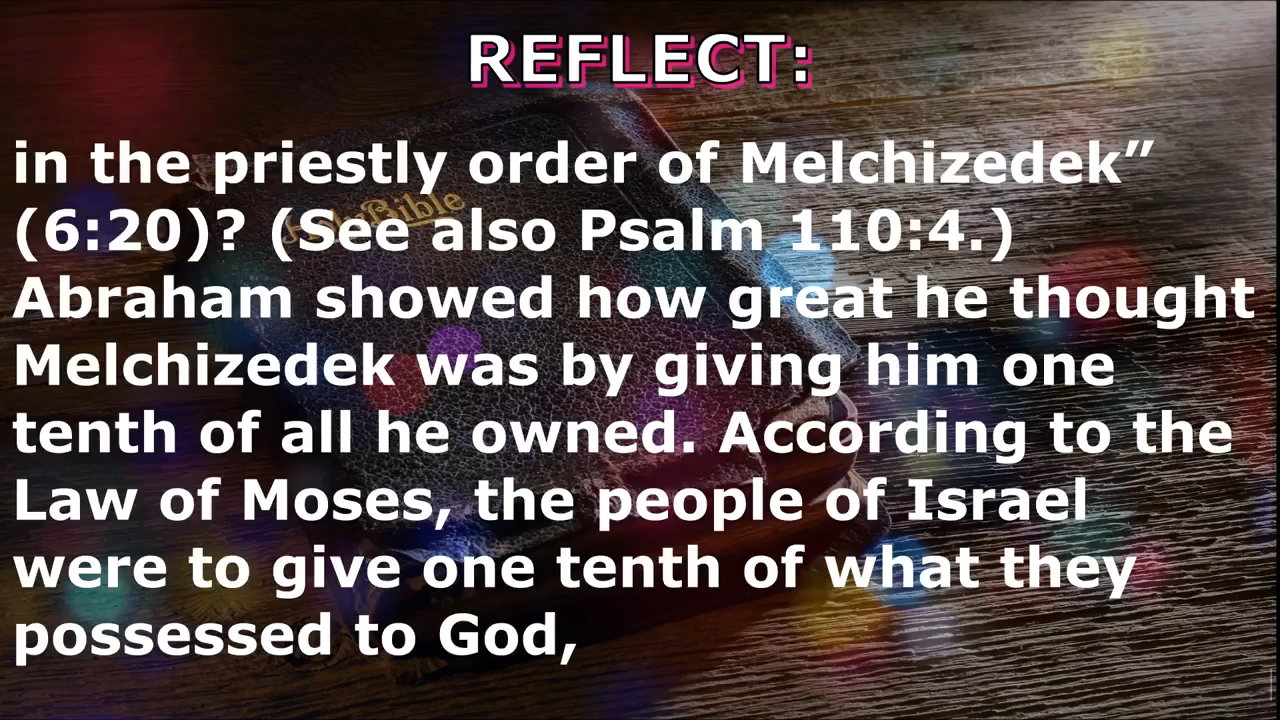 REFLECT:
in the priestly order of Melchizedek”
(6:20)? (See also Psalm 110:4.)
Abraham showed how great he thought
Melchizedek was by giving him one
tenth of all he owned. According to the
Law of Moses, the people of Israel
were to give one tenth of what they
possessed to God,
Holy Bible